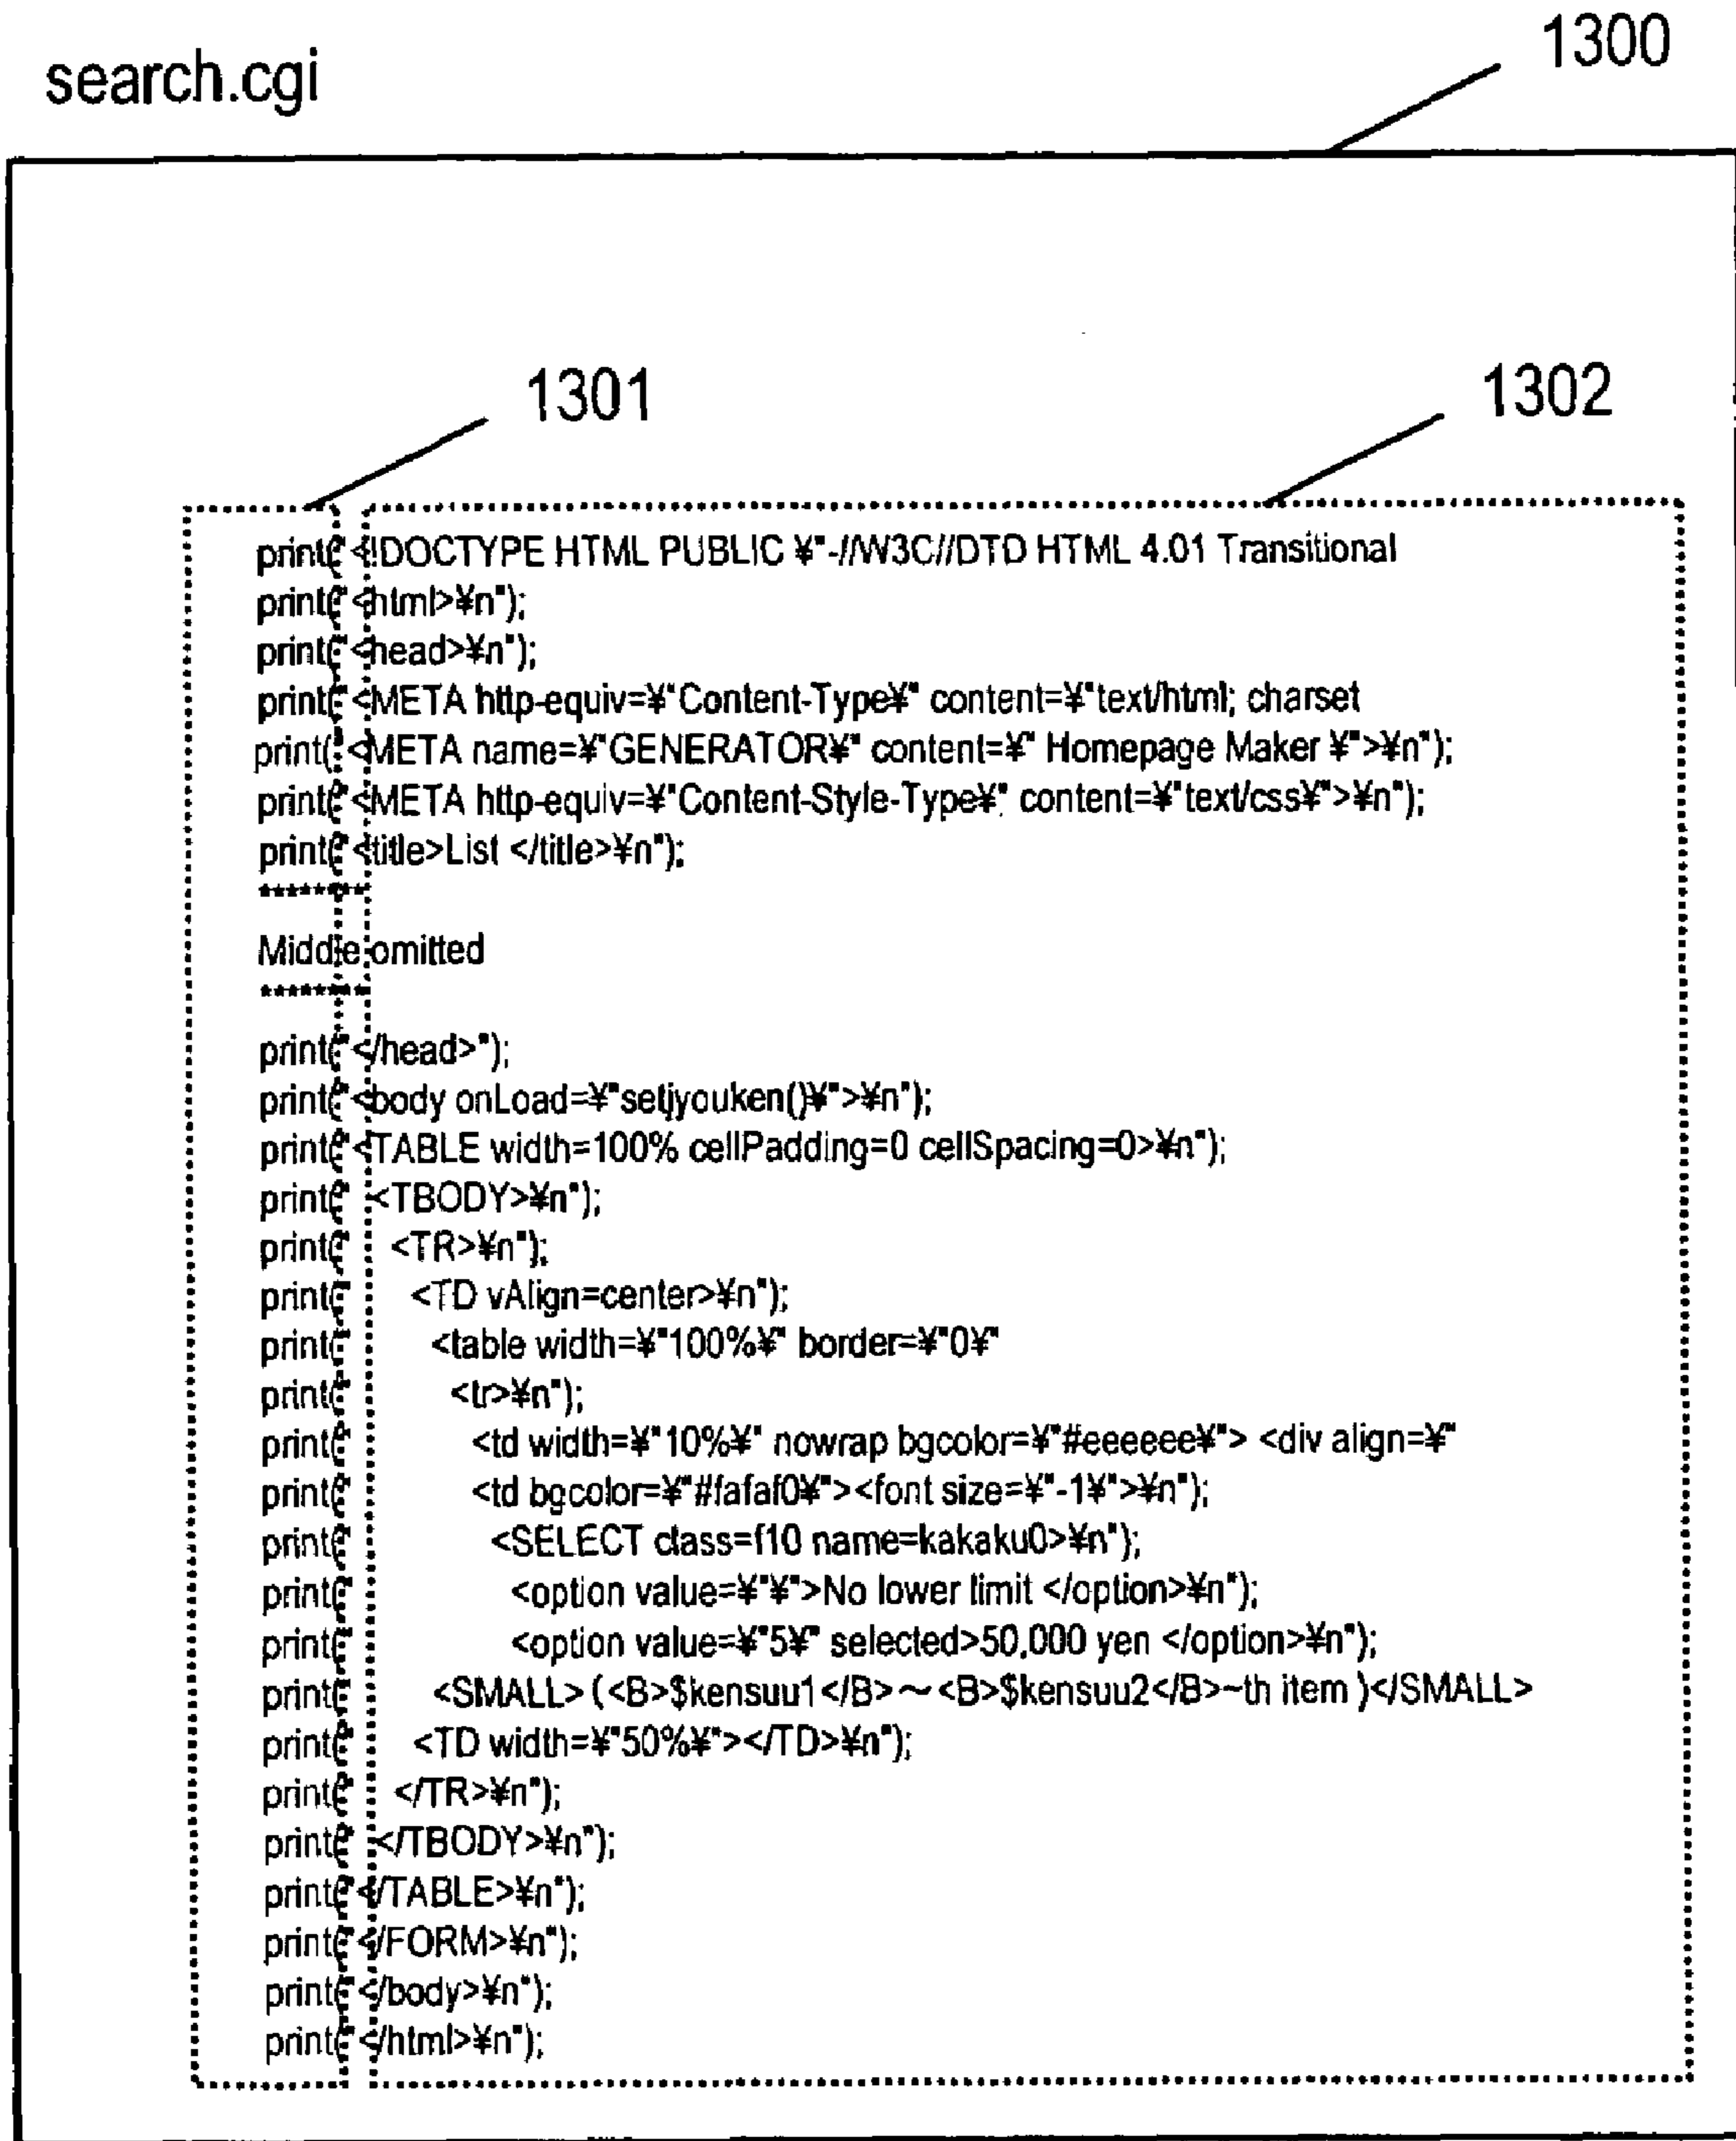 search.cgi
1300
1301
1302
print("<!DOCTYPE HTML PUBLIC ¥"-//W3C//DTD HTML 4.01 Transitional
print("<html>¥n");
print("<head>¥n");
print("<META http-equiv=¥"Content-Type¥" content=¥"text/html; charset
print("<META name=¥"GENERATOR¥" content=¥" Homepage Maker ¥">¥n");
print("<META http-equiv=¥"Content-Style-Type¥" content=¥"text/css¥">¥n");
print("<title>List </title>¥n");
********
Middle omitted
********
print("</head>");
print("<body onLoad=¥"setjyouken()¥">¥n");
print("<TABLE width=100% cellPadding=0 cellSpacing=0>¥n");
print("  <TBODY>¥n");
print("    <TR>¥n");
print("      <TD vAlign=center>¥n");
print("        <table width=¥"100%¥" border=¥"0¥"
print("          <tr>¥n");
print("            <td width=¥"10%¥" nowrap bgcolor=¥"#eeeeee¥"> <div align=¥"
print("            <td bgcolor=¥"#fafaf0¥"><font size=¥"-1¥">¥n");
print("              <SELECT class=f10 name=kakaku0>¥n");
print("                <option value=¥"¥">No lower limit </option>¥n");
print("                <option value=¥"5¥" selected>50,000 yen </option>¥n");
print("        <SMALL> (<B>$kensuu1</B>～<B>$kensuu2</B>~th item )</SMALL>
print("      <TD width=¥"50%¥"></TD>¥n");
print("    </TR>¥n");
print("  </TBODY>¥n");
print("</TABLE>¥n");
print("</FORM>¥n");
print("</body>¥n");
print("</html>¥n");